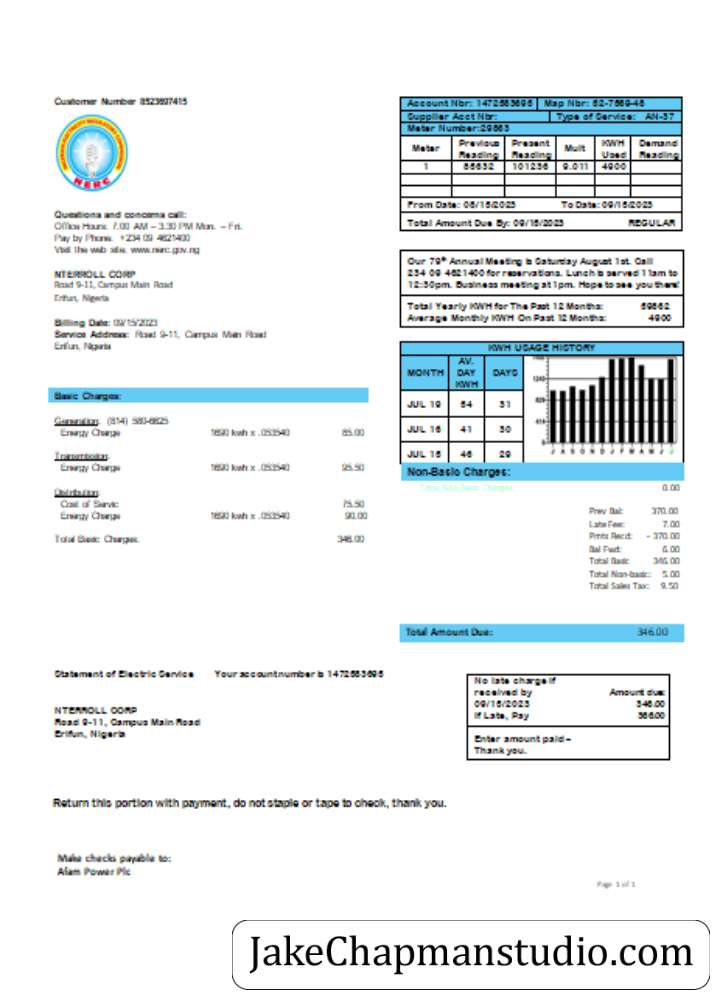 Customer Number 8523697415
NERC
Questions and concerns call:
Office Hours: 7.00 AM – 3.30 PM Mon. – Fri.
Pay by Phone: +234 09 4621400
Visit the web site: www.nerc.gov.ng
NTERROLL CORP
Road 9-11, Campus Main Road
Erifun, Nigeria
Billing Date: 09/15/2023
Service Address: Road 9-11, Campus Main Road
Erifun, Nigeria
Account Nbr: 1472583695 Map Nbr: 62-7569-48
Supplier Acct Nbr: Type of Service: AN-37
Meter Number:29663
Meter Previous Reading Present Reading Mult KWH Used Demand Reading
1 85632 101236 9.011 4900
From Date: 08/15/2023 To Date: 09/15/2023
Total Amount Due By: 09/15/2023 REGULAR
Our 79th Annual Meeting is Saturday August 1st. Call
234 09 4621400 for reservations. Lunch is served 11am to
12:30pm. Business meeting at 1pm. Hope to see you there!
Total Yearly KWH for The Past 12 Months: 59862
Average Monthly KWH On Past 12 Months: 4900
KWH USAGE HISTORY
MONTH AV. DAY KWH DAYS
JUL 19 54 31
JUL 16 41 30
JUL 15 46 29
J A S O N D J F M A M J J
Basic Charges:
Generation: (814) 580-6825
Energy Charge 1690 kwh x .053540 85.00
Transmission:
Energy Charge 1690 kwh x .053540 95.50
Distribution:
Cost of Servic 75.50
Energy Charge 1690 kwh x .053540 90.00
Total Basic Charges: 346.00
Non-Basic Charges:
Total Non-Basic Charges 0.00
Prev Bal: 370.00
Late Fee: 7.00
Pmts Recd: - 370.00
Bal Fwd: 6.00
Total Basic 346.00
Total Non-basic: 5.00
Total Sales Tax: 9.50
Total Amount Due: 346.00
Statement of Electric Service Your account number is 1472583695
NTERROLL CORP
Road 9-11, Campus Main Road
Erifun, Nigeria
No late charge if
received by Amount due:
09/15/2023 346.00
If Late, Pay 366.00
Enter amount paid –
Thank you.
Return this portion with payment, do not staple or tape to check, thank you.
Make checks payable to:
Alam Power Plc
Page 1 of 1
JakeChapmanstudio.com